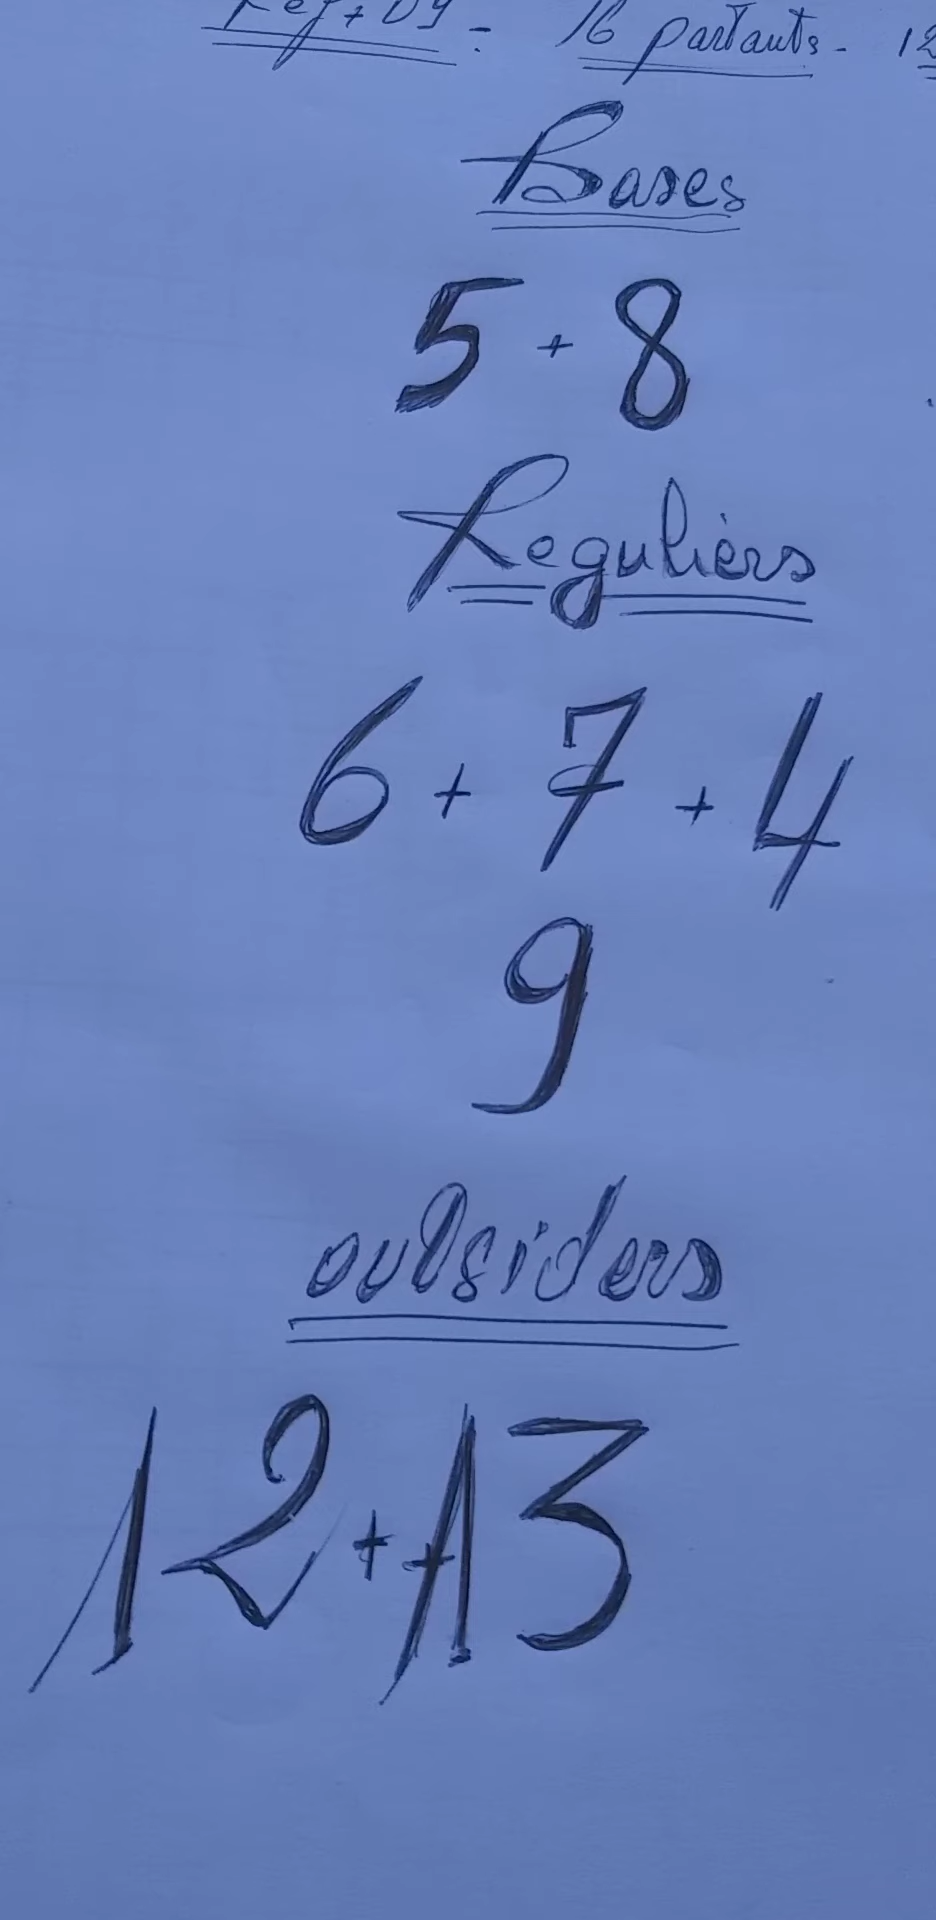 16 partants -
Bases
5 + 8
Reguliers
6 + 7 + 4
9
outsiders
12 + 13